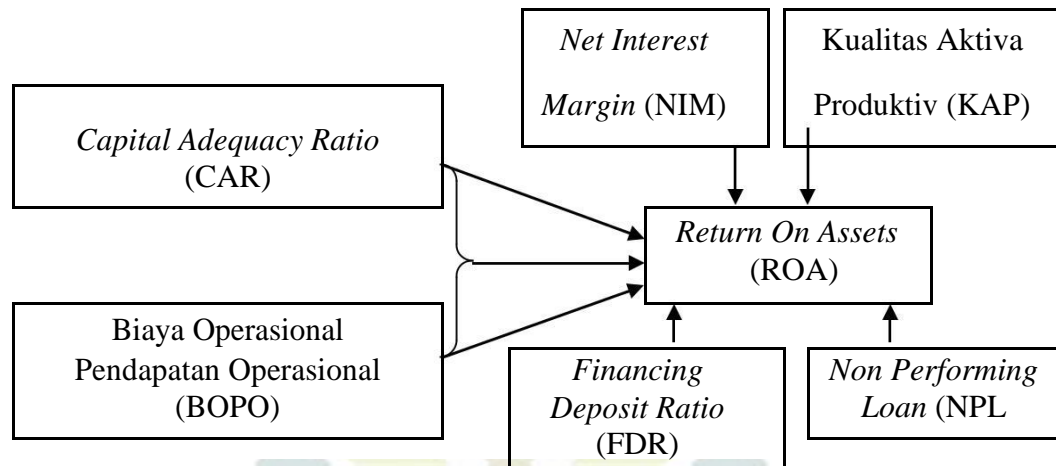 Net Interest
Margin (NIM)
Kualitas Aktiva
Produktiv (KAP)
Capital Adequacy Ratio
(CAR)
Return On Assets
(ROA)
Biaya Operasional
Pendapatan Operasional
(BOPO)
Financing
Deposit Ratio
(FDR)
Non Performing
Loan (NPL